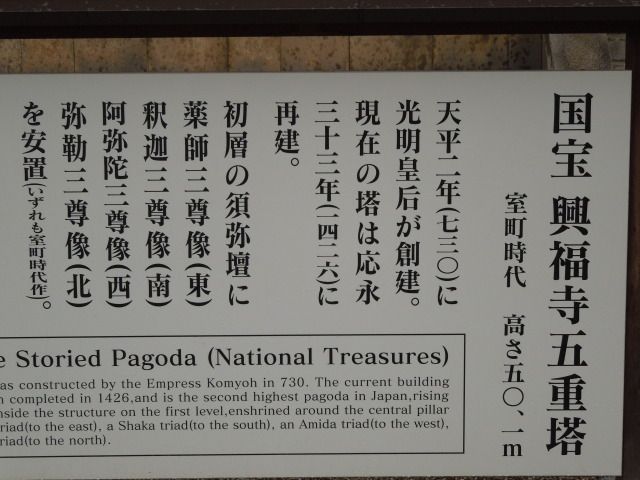 国宝 興福寺五重塔
室町時代 高さ五〇、一m
天平二年(七三〇)に
光明皇后が創建。
現在の塔は応永
三十三年(一四二六)に
再建。
初層の須弥壇に
薬師三尊像(東)
釈迦三尊像(南)
阿弥陀三尊像(西)
弥勒三尊像(北)
を安置(いずれも室町時代作)。
e Storied Pagoda (National Treasures)
as constructed by the Empress Komyoh in 730. The current building
completed in 1426,and is the second highest pagoda in Japan,rising
nside the structure on the first level,enshrined around the central pillar
riad(to the east), a Shaka triad(to the south), an Amida triad(to the west),
riad(to the north).